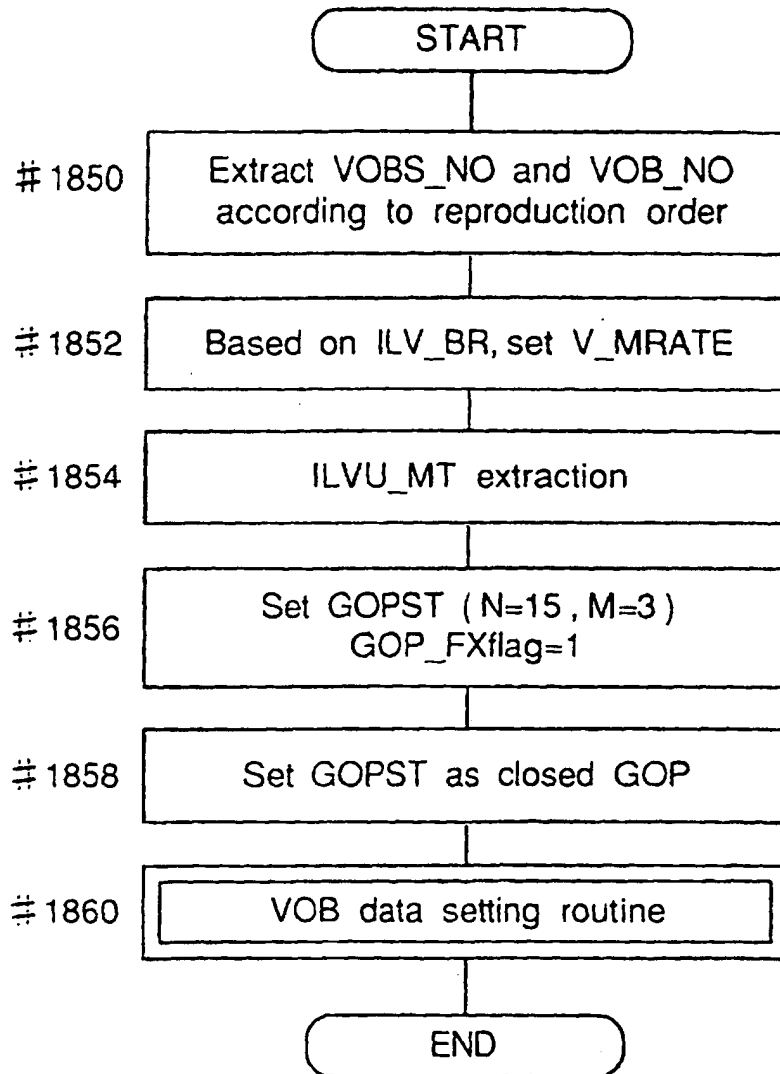 START
#1850
Extract VOBS_NO and VOB_NO
according to reproduction order
#1852
Based on ILV_BR, set V_MRATE
#1854
ILVU_MT extraction
#1856
Set GOPST (N=15, M=3)
GOP_FXflag=1
#1858
Set GOPST as closed GOP
#1860
VOB data setting routine
END